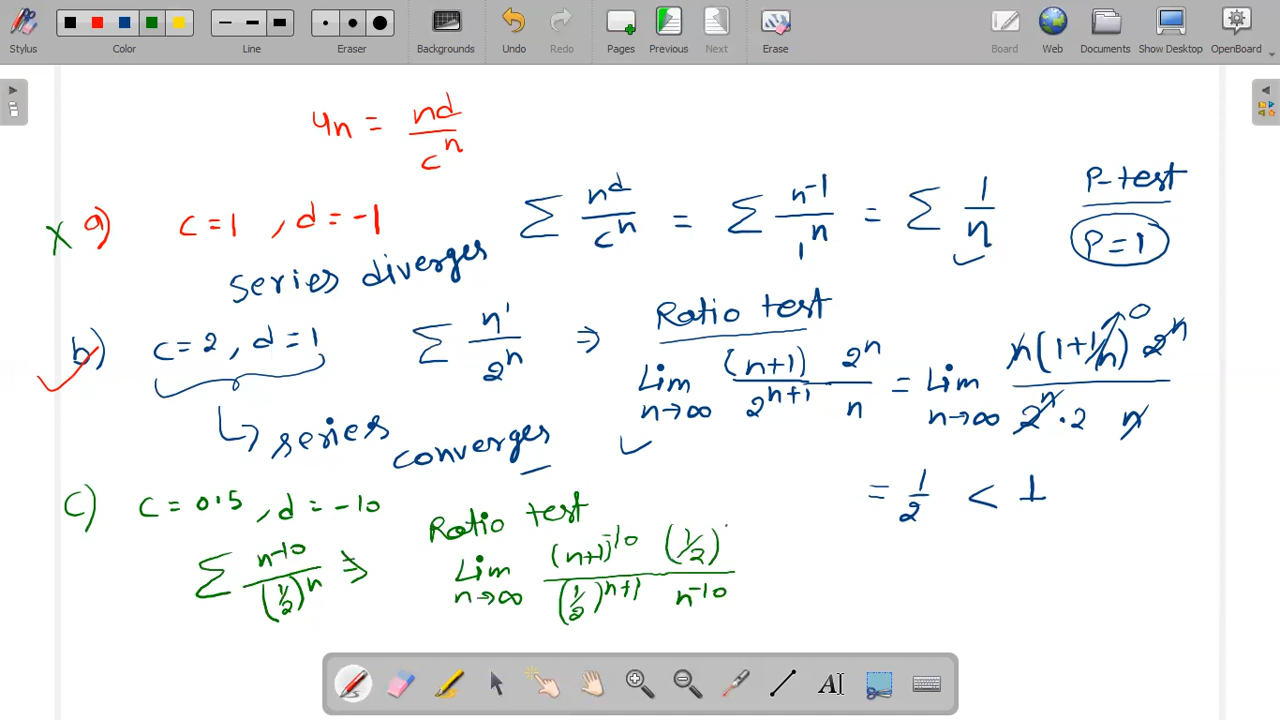 Stylus Color Line Eraser Backgrounds Undo Redo Pages Previous Next Erase Board Web Documents Show Desktop OpenBoard
un = nd / c^n
X a) c=1 , d=-1 ∑ n^d / c^n = ∑ n^-1 / 1^n = ∑ 1/n P-test
P=1
series diverges
b) c=2 , d=1 ∑ n^1 / 2^n ⇒ Ratio test
Lim n→∞ (n+1) / 2^(n+1) 2^n / n = Lim n→∞ n(1+1/n)→0 2^n / 2^n·2 n
↳ series converges
= 1/2 < 1
c) c=0.5 , d=-10 Ratio test
∑ n^-10 / (1/2)^n ⇒ Lim n→∞ (n+1)^-10 (1/2) / (1/2)^(n+1) n^-10